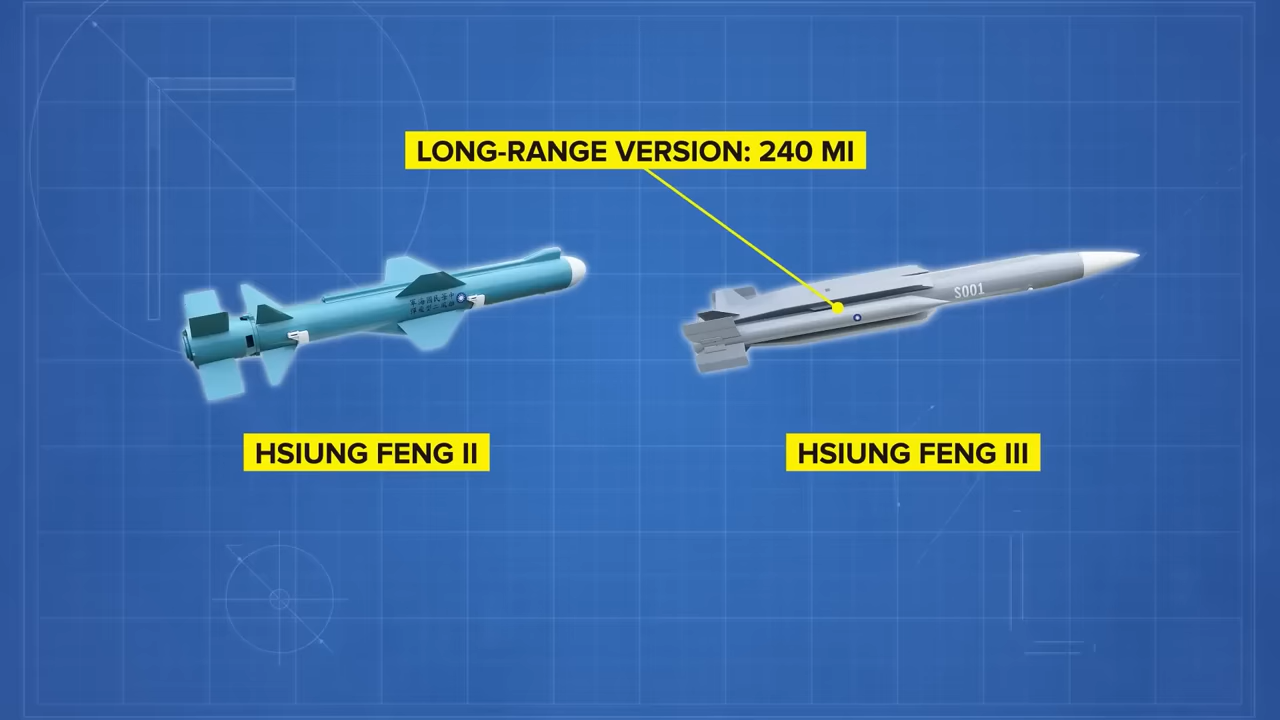 LONG-RANGE VERSION: 240 MI
S001
HSIUNG FENG II
HSIUNG FENG III